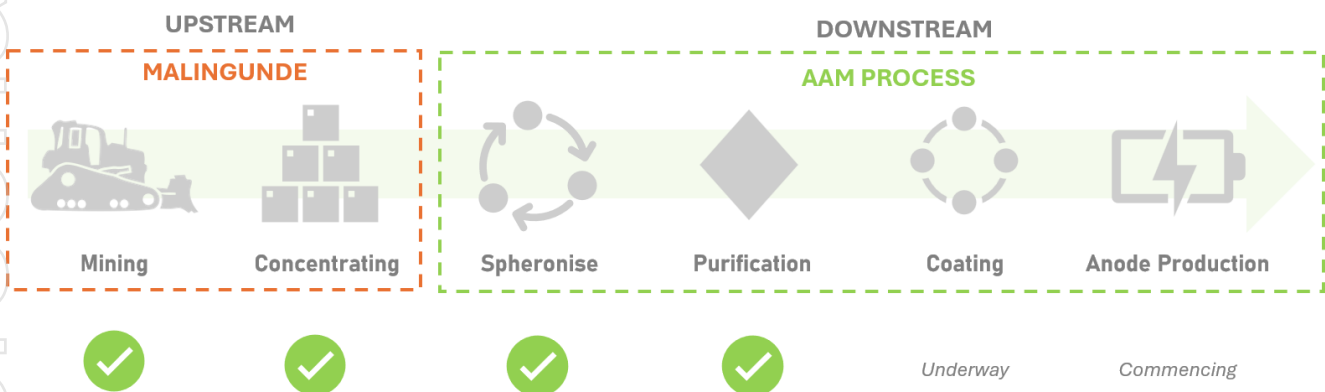 UPSTREAM
DOWNSTREAM
MALINGUNDE
AAM PROCESS
Mining
Concentrating
Spheronise
Purification
Coating
Anode Production
Underway
Commencing